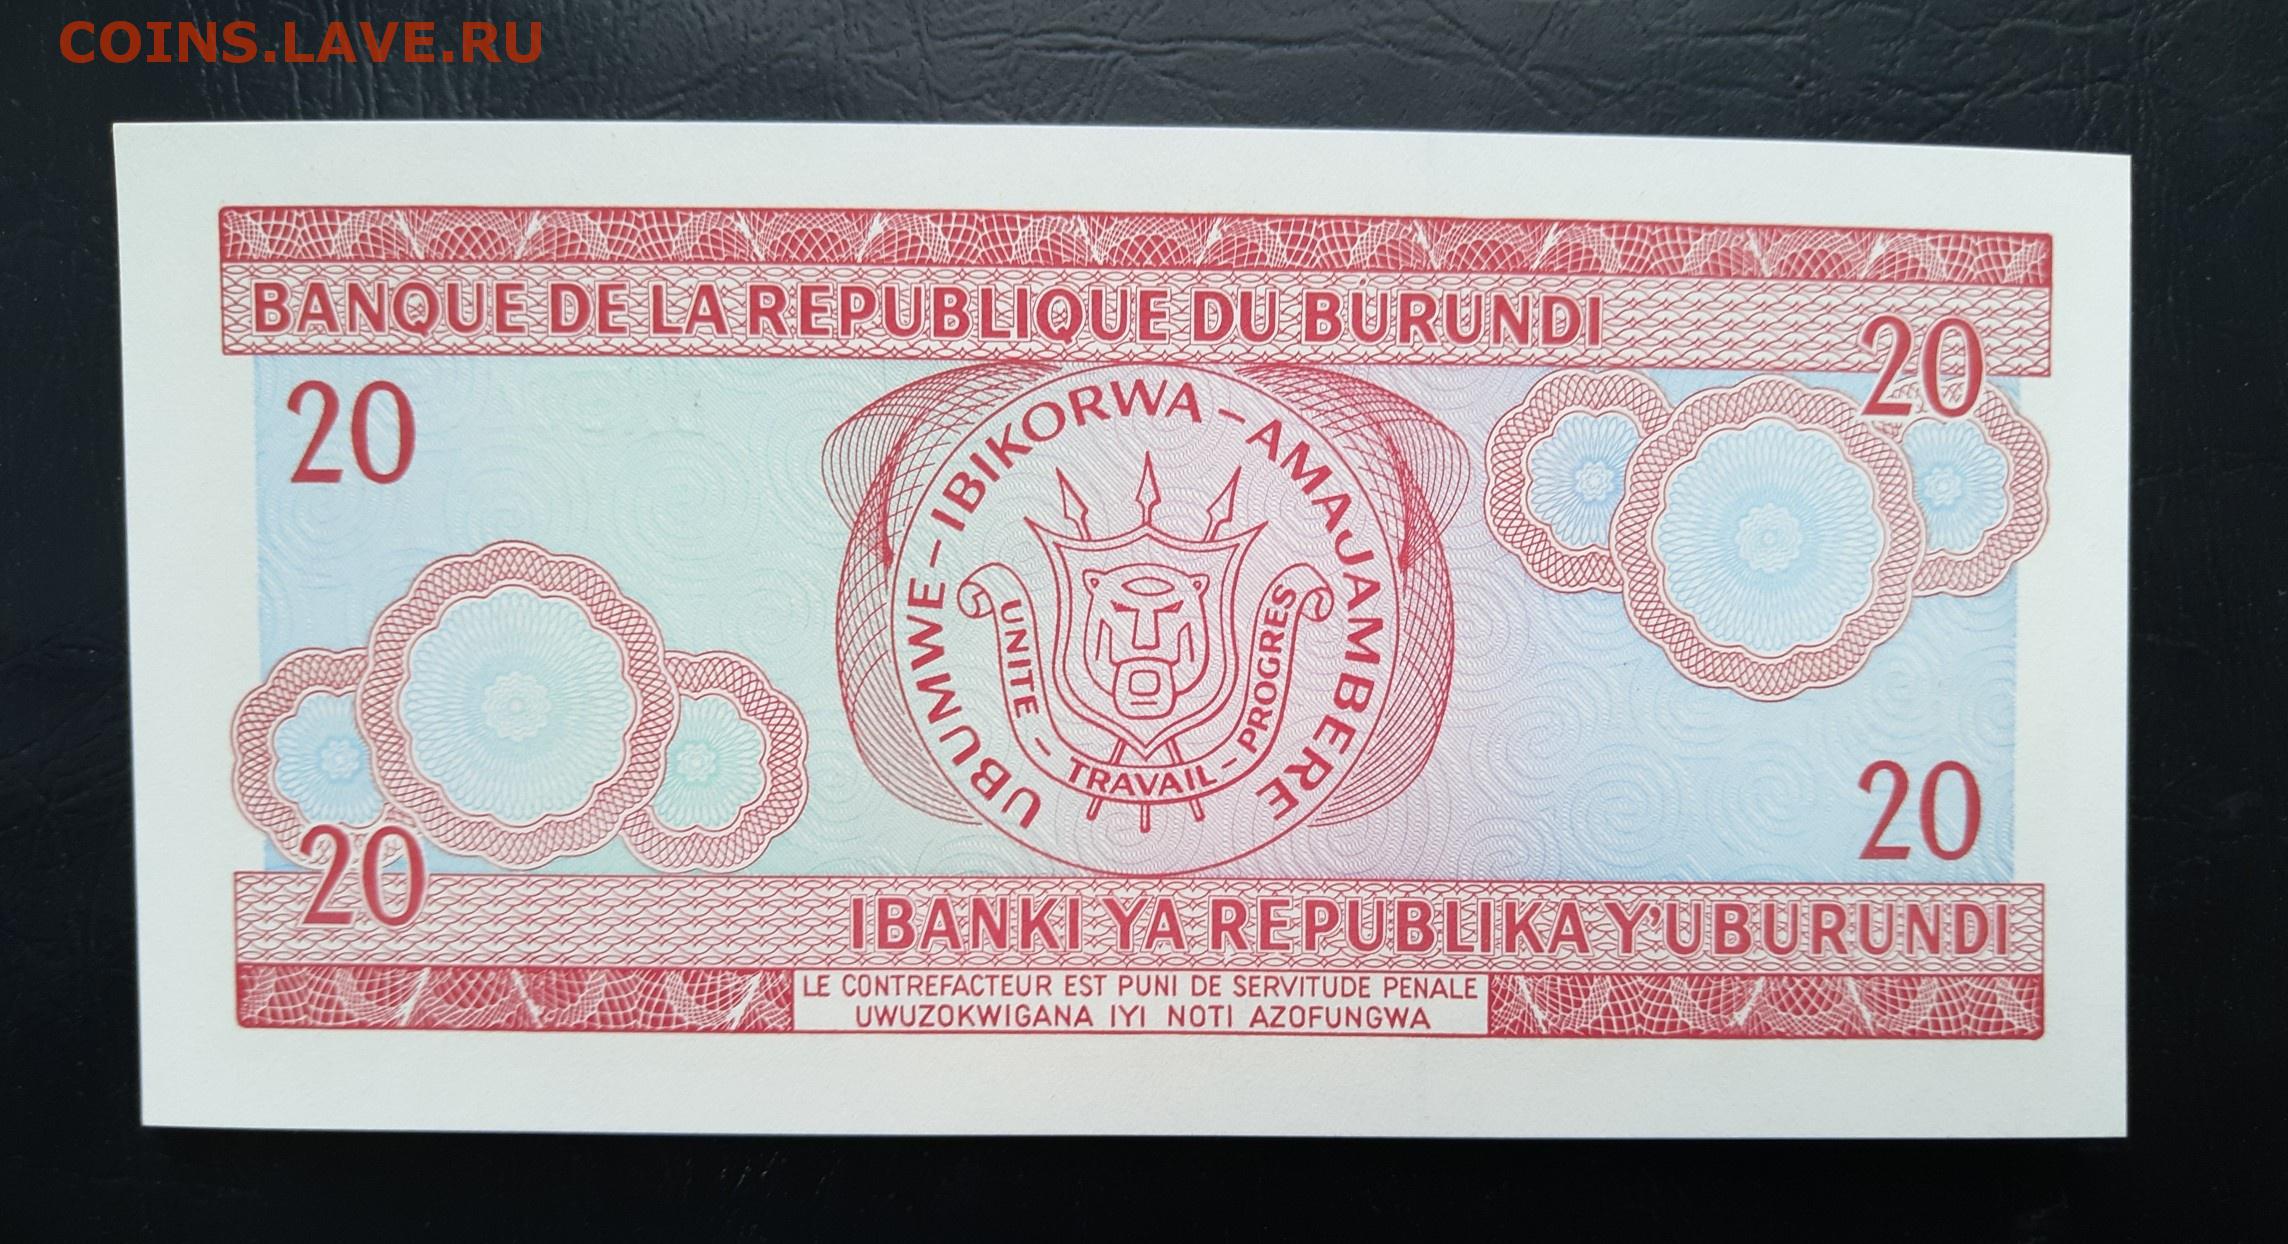 COINS.LAVE.RU
BANQUE DE LA REPUBLIQUE DU BURUNDI
20
20
UBUMWE - IBIKORWA - AMAJAMBERE
UNITE - TRAVAIL - PROGRES
20
20
IBANKI YA REPUBLIKA Y'UBURUNDI
LE CONTREFACTEUR EST PUNI DE SERVITUDE PENALE
UWUZOKWIGANA IYI NOTI AZOFUNGWA